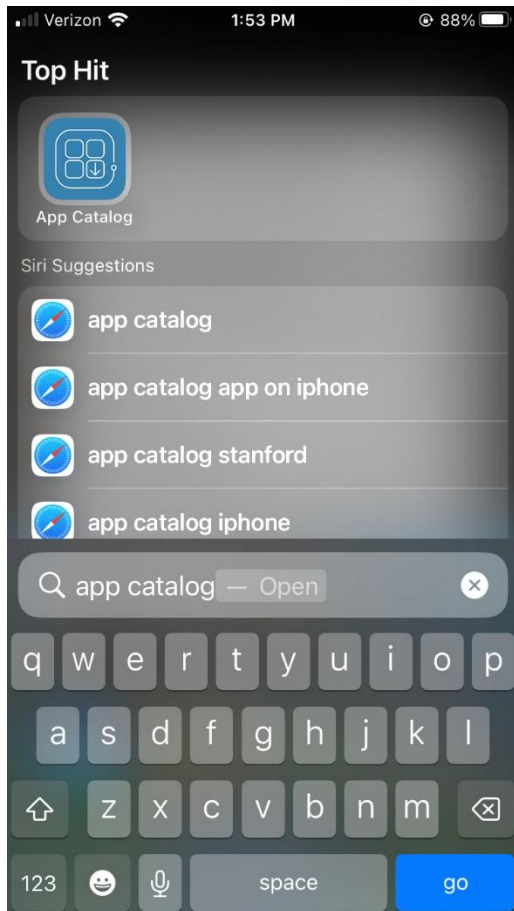 Verizon 1:53 PM 88%
Top Hit
App Catalog
Siri Suggestions
app catalog
app catalog app on iphone
app catalog stanford
app catalog iphone
app catalog — Open
q w e r t y u i o p
a s d f g h j k l
z x c v b n m
123 space go